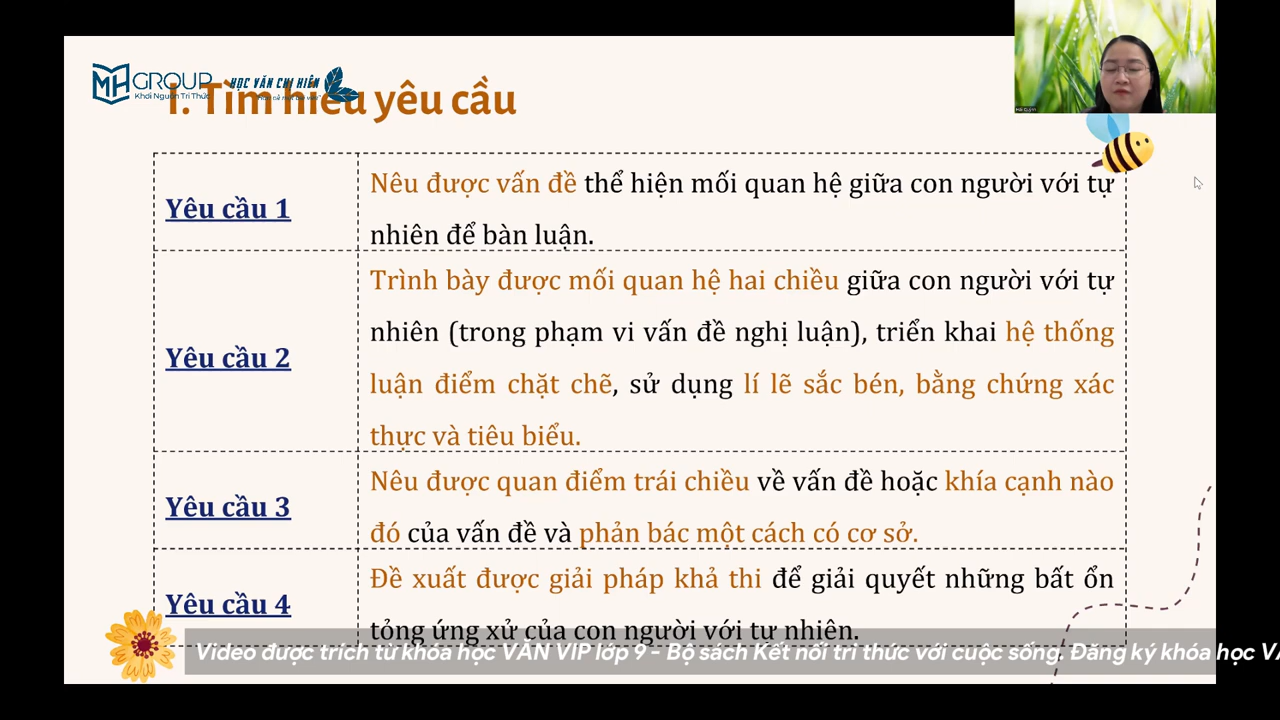 MH GROUP
Khơi Nguồn Tri Thức
HỌC VĂN CHỊ HIÊN
I. Tìm hiểu yêu cầu
Yêu cầu 1
Nêu được vấn đề thể hiện mối quan hệ giữa con người với tự
nhiên để bàn luận.
Yêu cầu 2
Trình bày được mối quan hệ hai chiều giữa con người với tự
nhiên (trong phạm vi vấn đề nghị luận), triển khai hệ thống
luận điểm chặt chẽ, sử dụng lí lẽ sắc bén, bằng chứng xác
thực và tiêu biểu.
Yêu cầu 3
Nêu được quan điểm trái chiều về vấn đề hoặc khía cạnh nào
đó của vấn đề và phản bác một cách có cơ sở.
Yêu cầu 4
Đề xuất được giải pháp khả thi để giải quyết những bất ổn
tỏng ứng xử của con người với tự nhiên.
Video được trích từ khóa học VĂN VIP lớp 9 - Bộ sách Kết nối tri thức với cuộc sống. Đăng ký khóa học VĂ